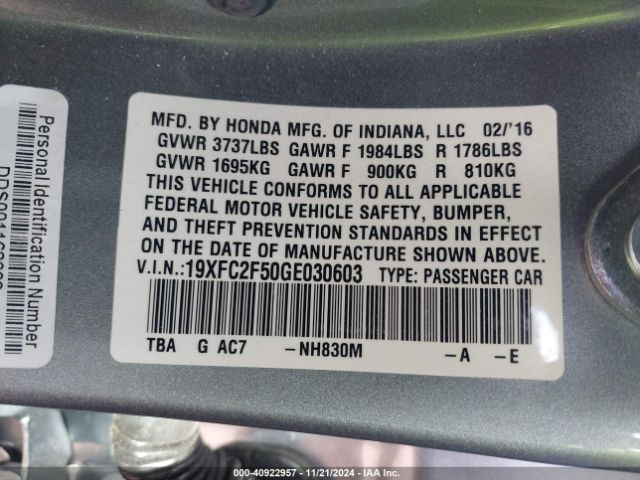 MFD. BY HONDA MFG. OF INDIANA, LLC 02/'16
GVWR 3737LBS GAWR F 1984LBS R 1786LBS
GVWR 1695KG GAWR F 900KG R 810KG
THIS VEHICLE CONFORMS TO ALL APPLICABLE
FEDERAL MOTOR VEHICLE SAFETY, BUMPER,
AND THEFT PREVENTION STANDARDS IN EFFECT
ON THE DATE OF MANUFACTURE SHOWN ABOVE.
V.I.N.:19XFC2F50GE030603 TYPE: PASSENGER CAR
TBA G AC7 -NH830M -A -E
Personal Identification Number
000-40922957 - 11/21/2024 - IAA Inc.